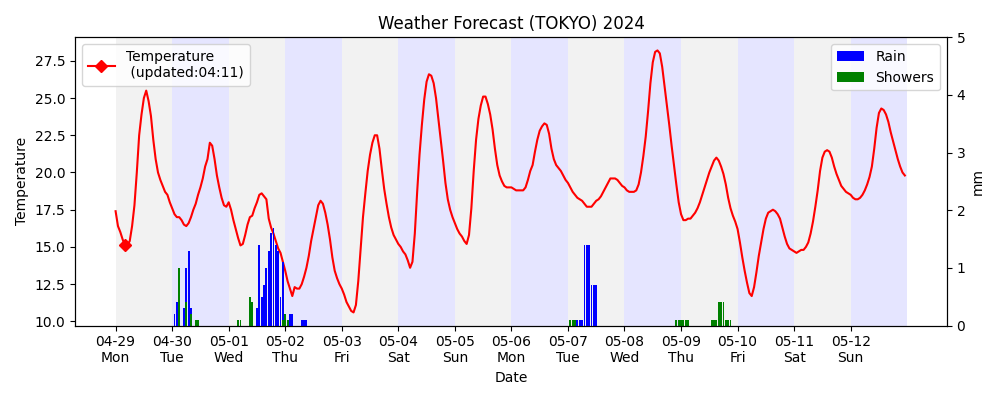 Weather Forecast (TOKYO) 2024
Temperature
(updated:04:11)
Rain
Showers
Temperature
27.5
25.0
22.5
20.0
17.5
15.0
12.5
10.0
5
4
3
2
1
0
mm
04-29 04-30 05-01 05-02 05-03 05-04 05-05 05-06 05-07 05-08 05-09 05-10 05-11 05-12
Mon Tue Wed Thu Fri Sat Sun Mon Tue Wed Thu Fri Sat Sun
Date